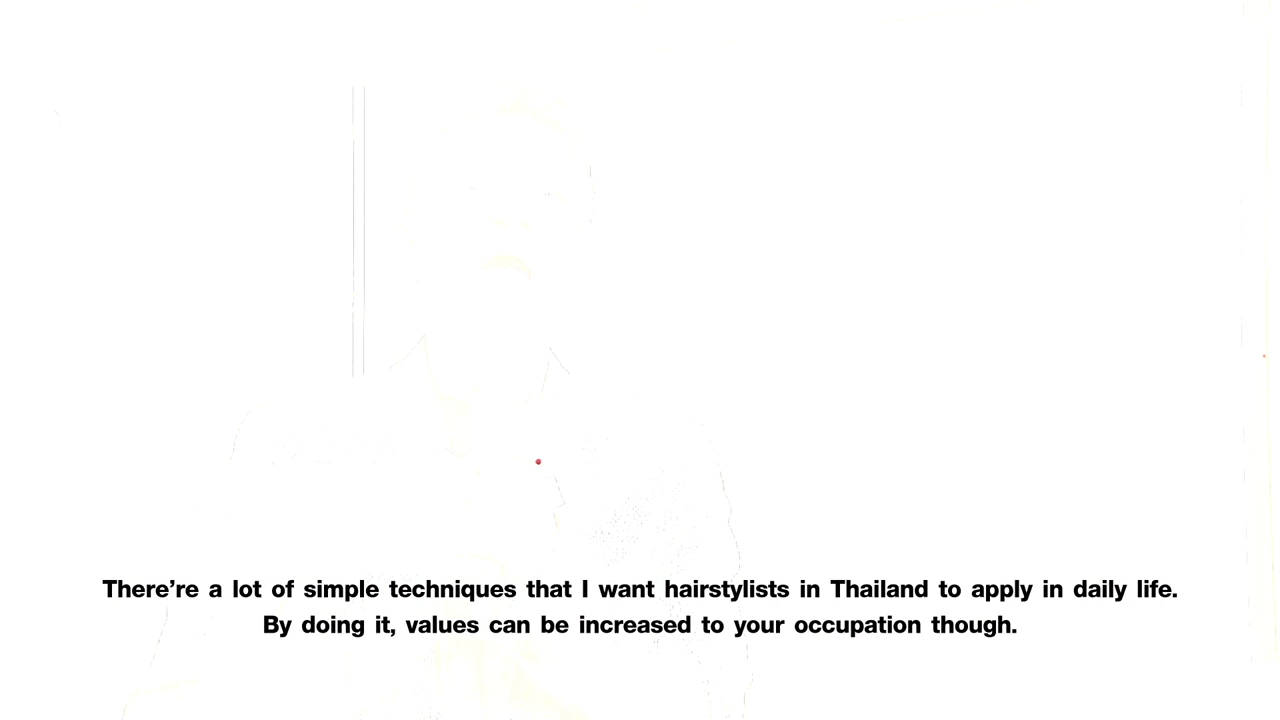 There’re a lot of simple techniques that I want hairstylists in Thailand to apply in daily life.
By doing it, values can be increased to your occupation though.